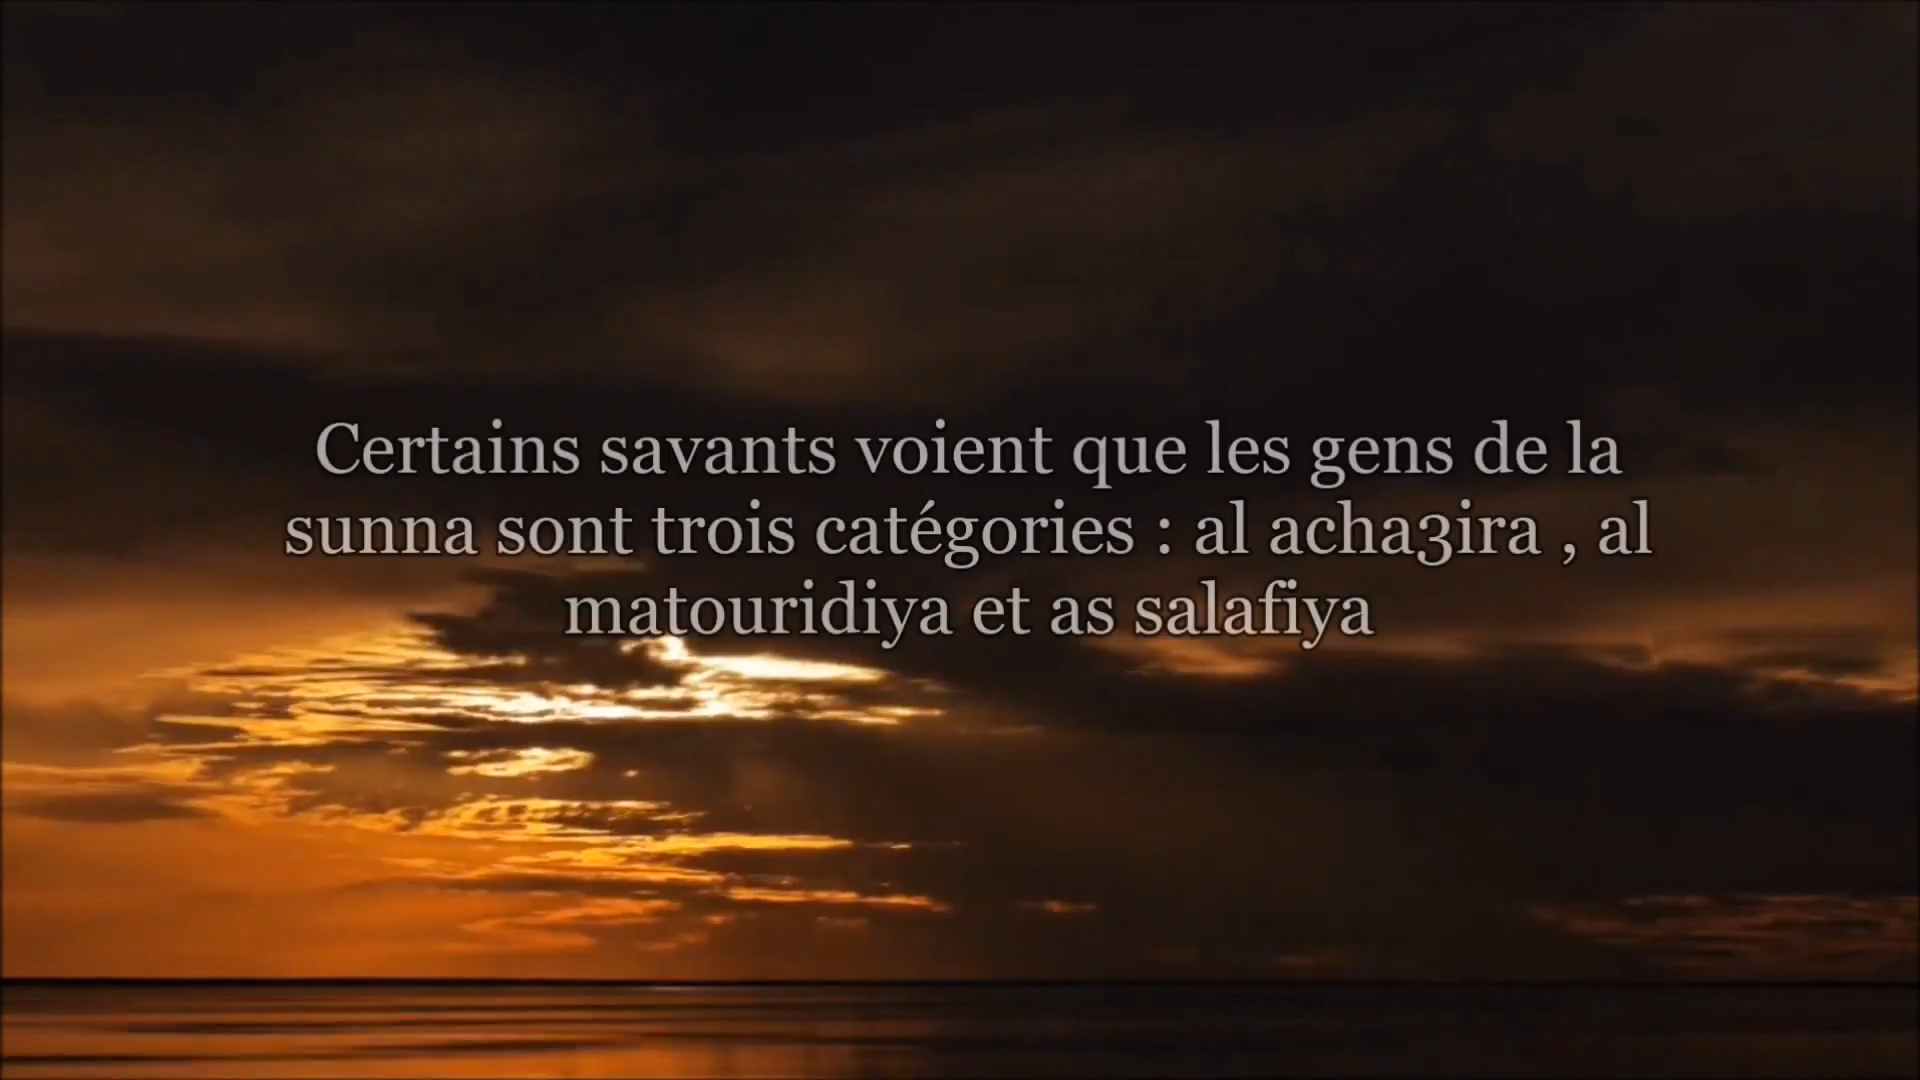 Certains savants voient que les gens de la
sunna sont trois catégories : al acha3ira , al
matouridiya et as salafiya